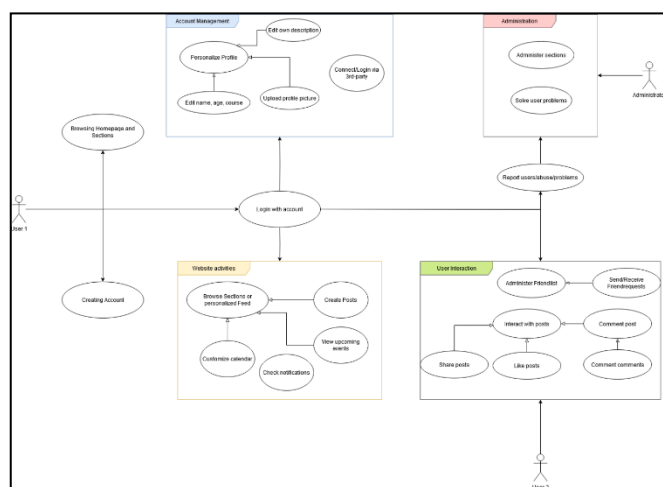 Account Management
Edit own description
Personalize Profile
Connect/Login via
3rd-party
Edit name, age, course
Upload profile picture
Administration
Administer sections
Solve user problems
Administrator
Browsing Homepage and
Sections
Report users/abuse/problems
User 1
Login with account
Creating Account
Website activities
Browse Sections or
personalized Feed
Create Posts
View upcoming
events
Customize calendar
Check notifications
User Interaction
Administer Friendlist
Send/Receive
Friendrequests
Interact with posts
Comment post
Share posts
Like posts
Comment comments